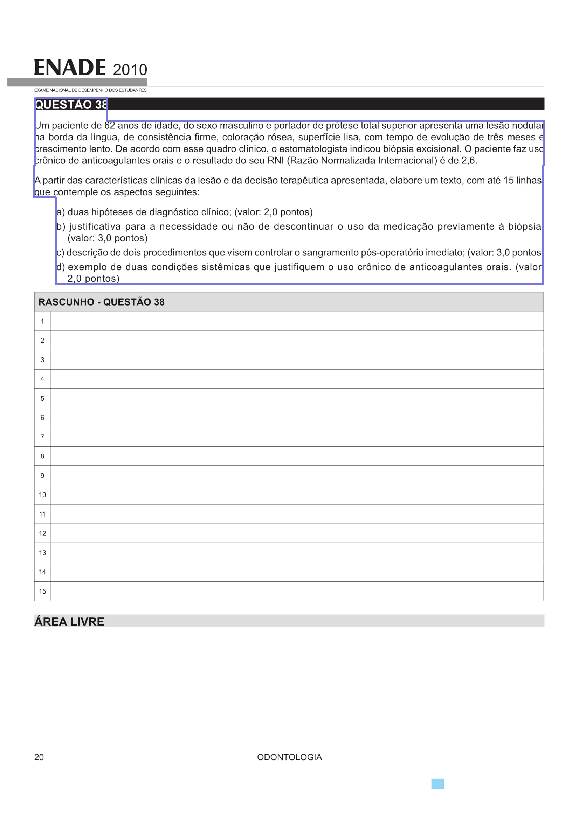 ENADE 2010
EXAME NACIONAL DE DESEMPENHO DOS ESTUDANTES
QUESTÃO 38
Um paciente de 62 anos de idade, do sexo masculino e portador de prótese total superior apresenta uma lesão nodular
na borda da língua, de consistência firme, coloração rósea, superfície lisa, com tempo de evolução de três meses e
crescimento lento. De acordo com esse quadro clínico, o estomatologista indicou biópsia excisional. O paciente faz uso
crônico de anticoagulantes orais e o resultado do seu RNI (Razão Normalizada Internacional) é de 2,6.
A partir das características clínicas da lesão e da decisão terapêutica apresentada, elabore um texto, com até 15 linhas
que contemple os aspectos seguintes:
a) duas hipóteses de diagnóstico clínico; (valor: 2,0 pontos)
b) justificativa para a necessidade ou não de descontinuar o uso da medicação previamente à biópsia
(valor: 3,0 pontos)
c) descrição de dois procedimentos que visem controlar o sangramento pós-operatório imediato; (valor: 3,0 pontos
d) exemplo de duas condições sistêmicas que justifiquem o uso crônico de anticoagulantes orais. (valor
2,0 pontos)
RASCUNHO - QUESTÃO 38
1
2
3
4
5
6
7
8
9
10
11
12
13
14
15
ÁREA LIVRE
20 ODONTOLOGIA